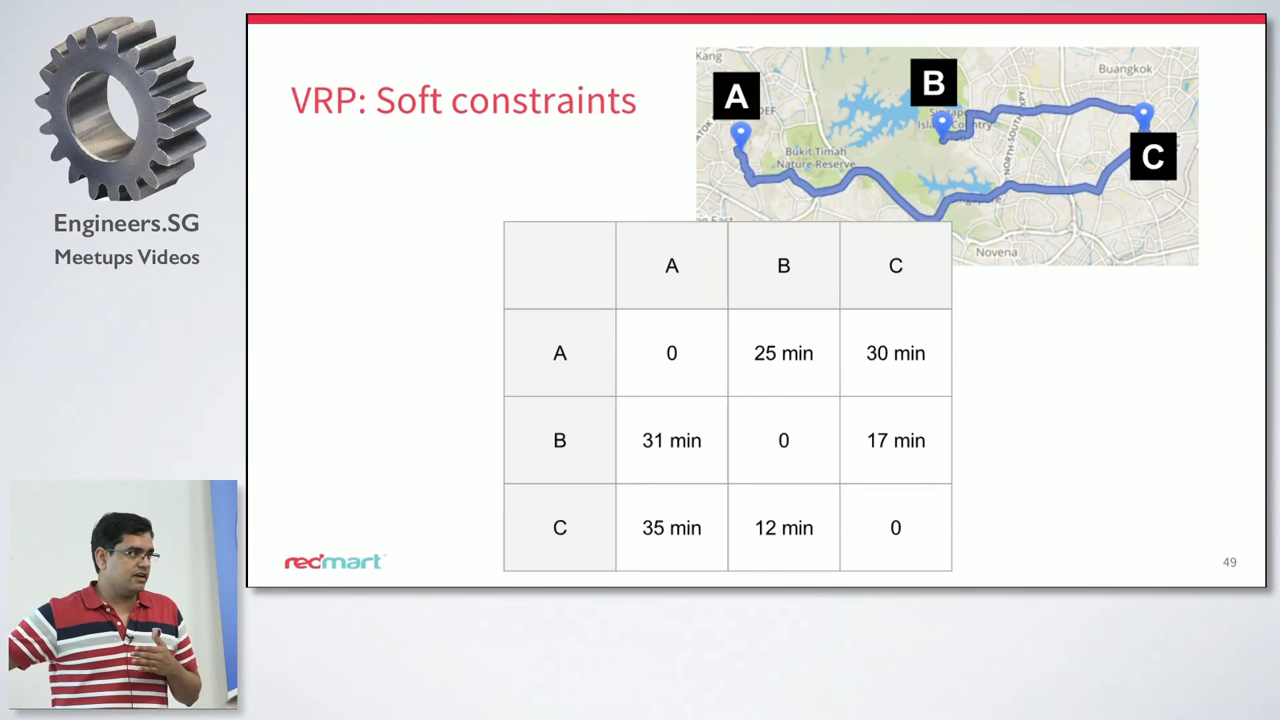 Engineers.SG
Meetups Videos
VRP: Soft constraints
Kang
A
B
Buangkok
C
Bukit Timah
Nature Reserve
Novena
A B C
A 0 25 min 30 min
B 31 min 0 17 min
C 35 min 12 min 0
redmart
49